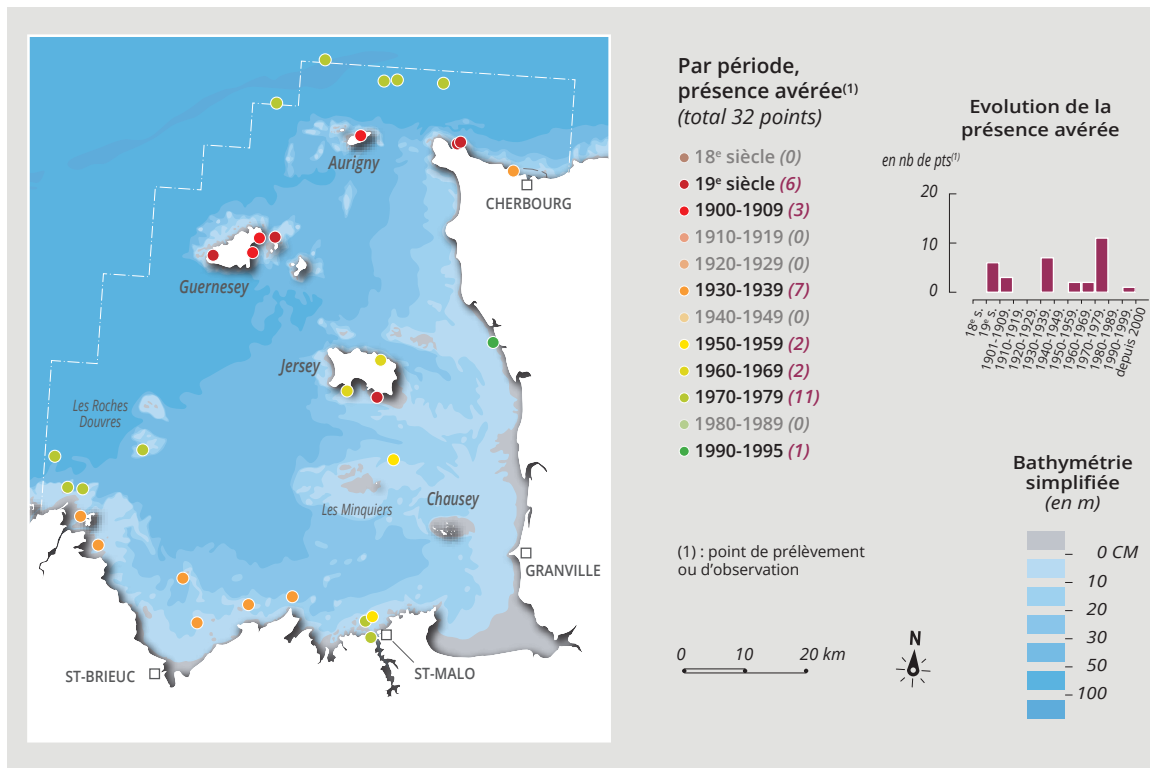 Aurigny
CHERBOURG
Guernesey
Jersey
Les Roches
Douvres
Les Minquiers
Chausey
GRANVILLE
ST-BRIEUC
ST-MALO
Par période,
présence avérée(1)
(total 32 points)
18e siècle (0)
19e siècle (6)
1900-1909 (3)
1910-1919 (0)
1920-1929 (0)
1930-1939 (7)
1940-1949 (0)
1950-1959 (2)
1960-1969 (2)
1970-1979 (11)
1980-1989 (0)
1990-1995 (1)
(1) : point de prélèvement
ou d'observation
0 10 20 km
N
Evolution de la
présence avérée
en nb de pts(1)
20
10
0
18e s.
19e s.
1901-1909.
1910-1919.
1920-1929.
1930-1939.
1940-1949.
1950-1959.
1960-1969.
1970-1979.
1980-1989.
1990-1999.
depuis 2000
Bathymétrie
simplifiée
(en m)
0 CM
10
20
30
50
100